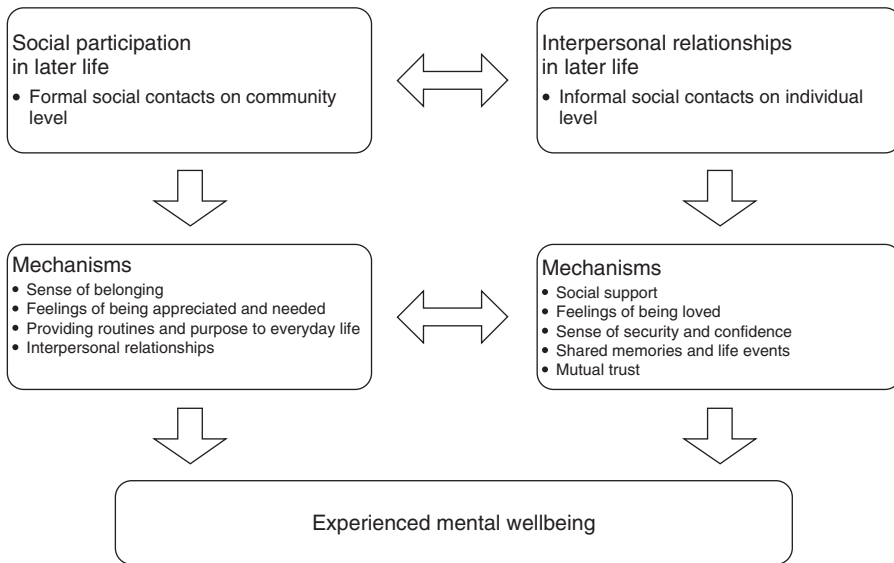 Social participation
in later life
• Formal social contacts on community
level
Interpersonal relationships
in later life
• Informal social contacts on individual
level
Mechanisms
• Sense of belonging
• Feelings of being appreciated and needed
• Providing routines and purpose to everyday life
• Interpersonal relationships
Mechanisms
• Social support
• Feelings of being loved
• Sense of security and confidence
• Shared memories and life events
• Mutual trust
Experienced mental wellbeing